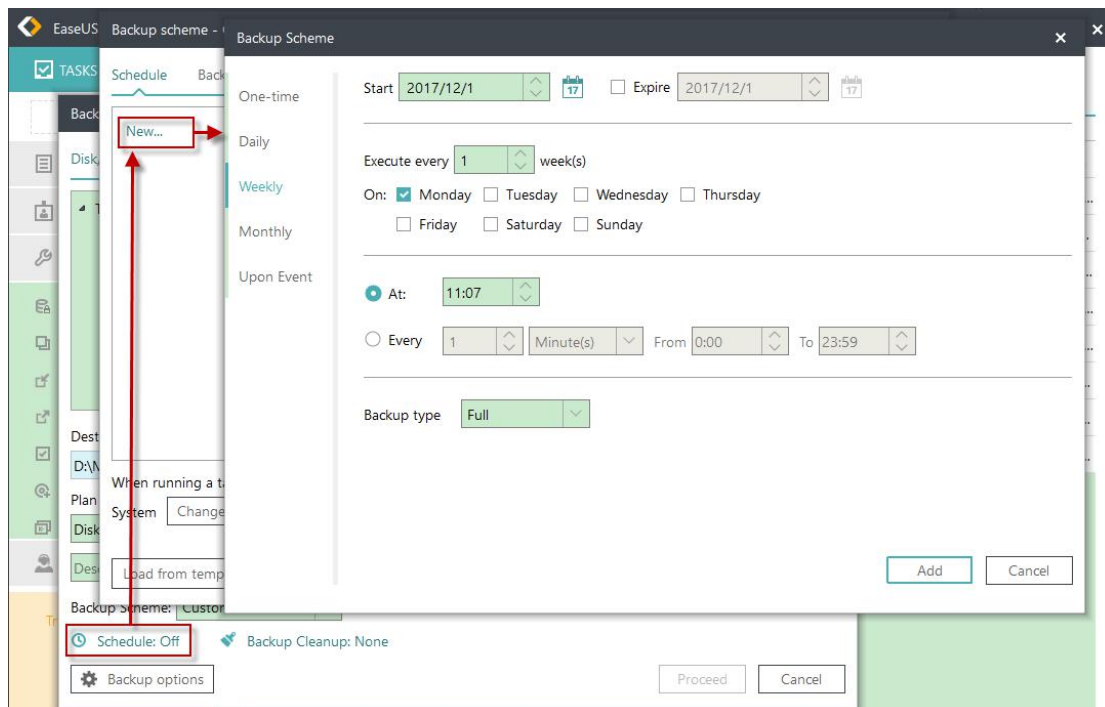 EaseUS
Backup scheme -
Backup Scheme
TASKS
Schedule
Back
Start 2017/12/1
17
Expire 2017/12/1
17
One-time
Daily
Weekly
Monthly
Upon Event
Back
New...
Disk
Execute every 1 week(s)
On: Monday Tuesday Wednesday Thursday
Friday Saturday Sunday
At: 11:07
Every 1 Minute(s) From 0:00 To 23:59
Backup type Full
Dest
D:\
When running a
Plan
System Change
Disk
Load from temp
Add Cancel
Backup Scheme: Custor
Tr
Schedule: Off
Backup Cleanup: None
Backup options
Proceed Cancel